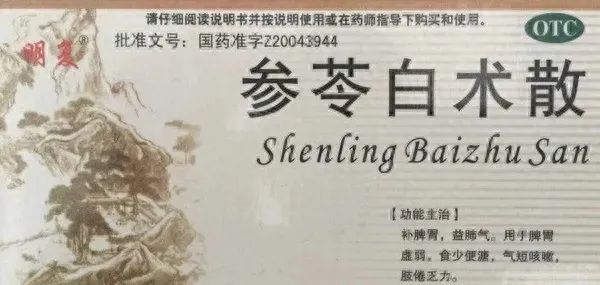 请仔细阅读说明书并按说明使用或在药师指导下购买和使用。
OTC
批准文号：国药准字Z20043944
明复®
参苓白术散
Shenling Baizhu San
【功能主治】
补脾胃，益肺气。用于脾胃
虚弱。食少便溏，气短咳嗽，
肢倦乏力。